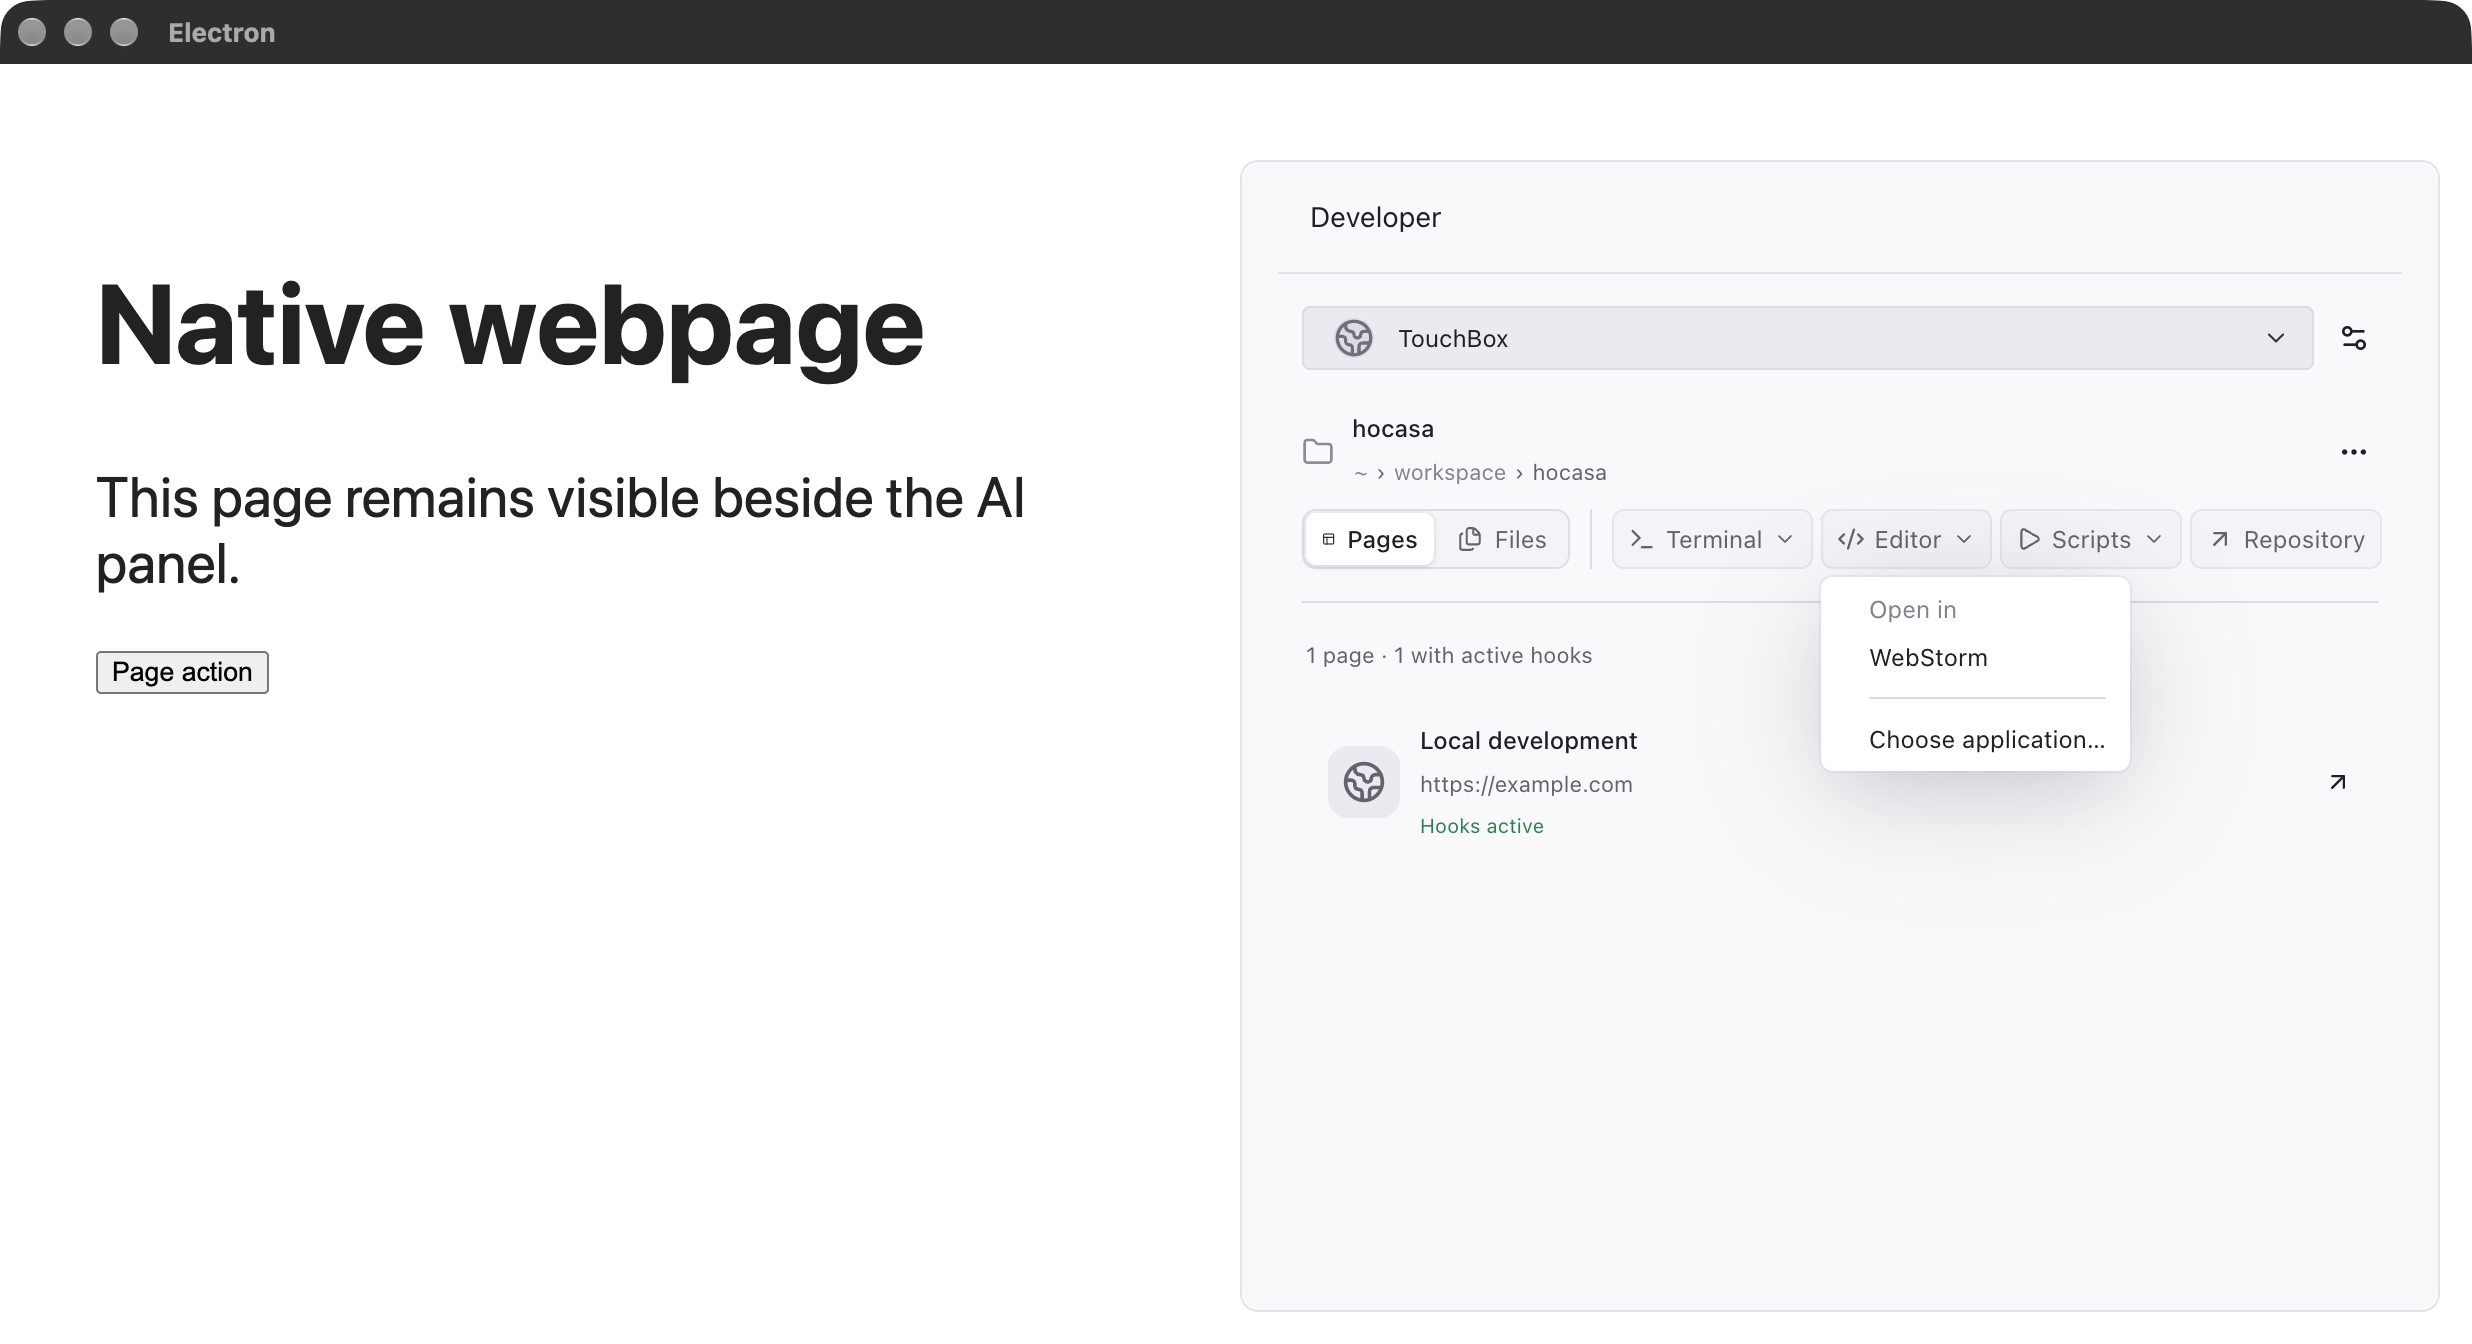 Electron
Native webpage
This page remains visible beside the AI
panel.
Page action
Developer
TouchBox
hocasa
~ › workspace › hocasa
Pages Files Terminal Editor Scripts Repository
Open in
WebStorm
Choose application...
1 page · 1 with active hooks
Local development
https://example.com
Hooks active